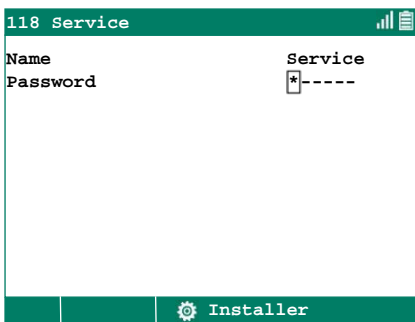 118 Service
Name Service
Password *-----
Installer